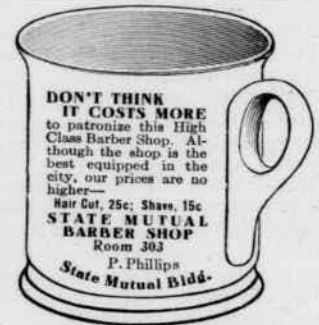 DON'T THINK
IT COSTS MORE
to patronize this High
Class Barber Shop. Al-
though the shop is the
best equipped in the
city, our prices are no
higher—
Hair Cut, 25c; Shave, 15c
STATE MUTUAL
BARBER SHOP
Room 303
P. Phillips
State Mutual Bldg.